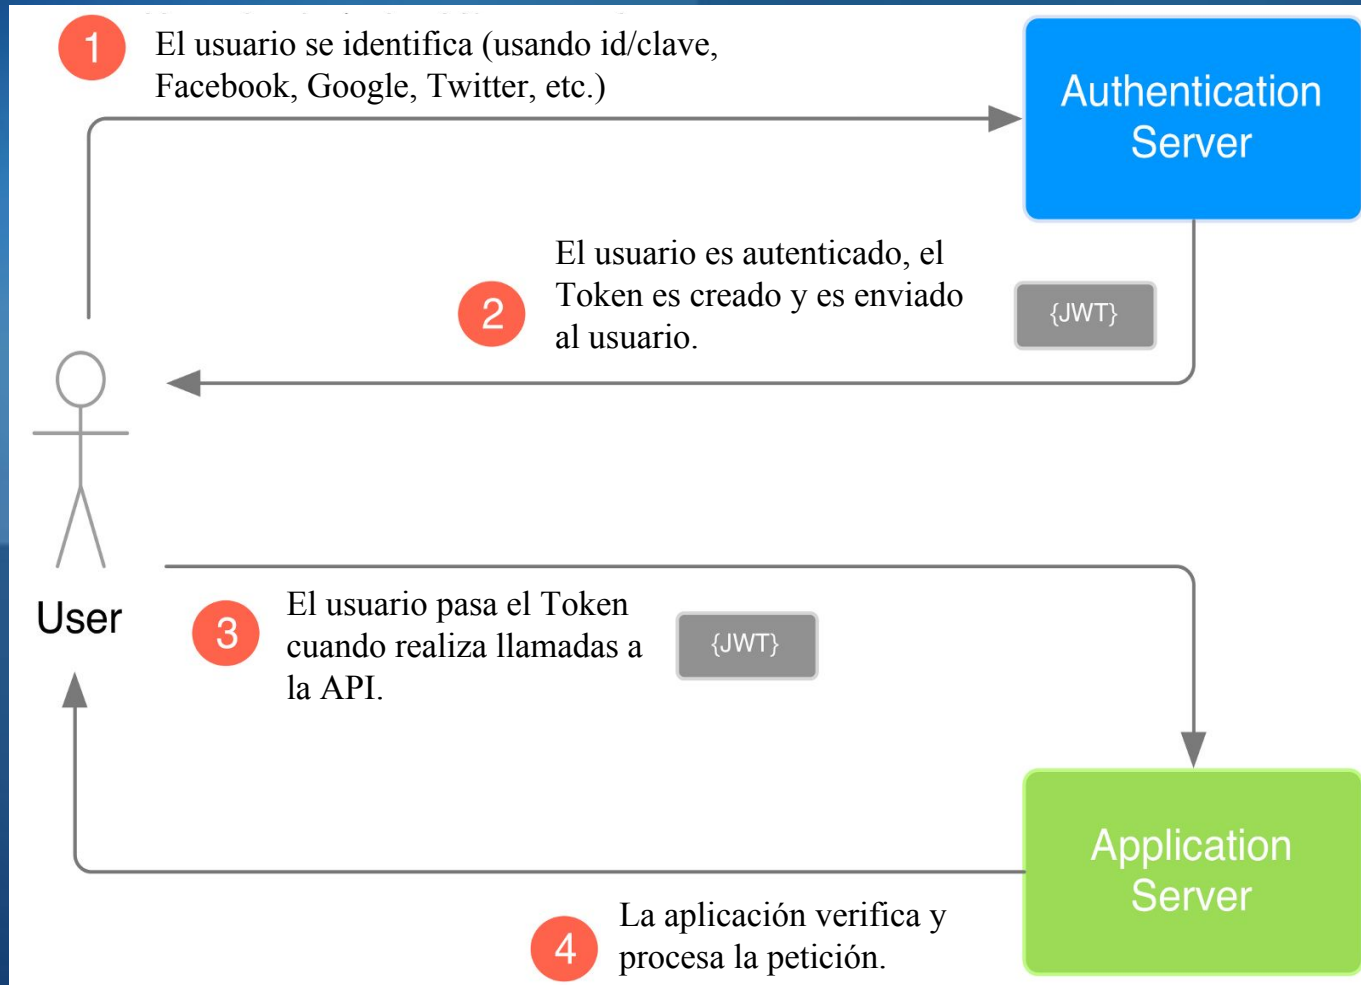 1
El usuario se identifica (usando id/clave,
Facebook, Google, Twitter, etc.)
Authentication
Server
2
El usuario es autenticado, el
Token es creado y es enviado
al usuario.
{JWT}
User
3
El usuario pasa el Token
cuando realiza llamadas a
la API.
{JWT}
Application
Server
4
La aplicación verifica y
procesa la petición.